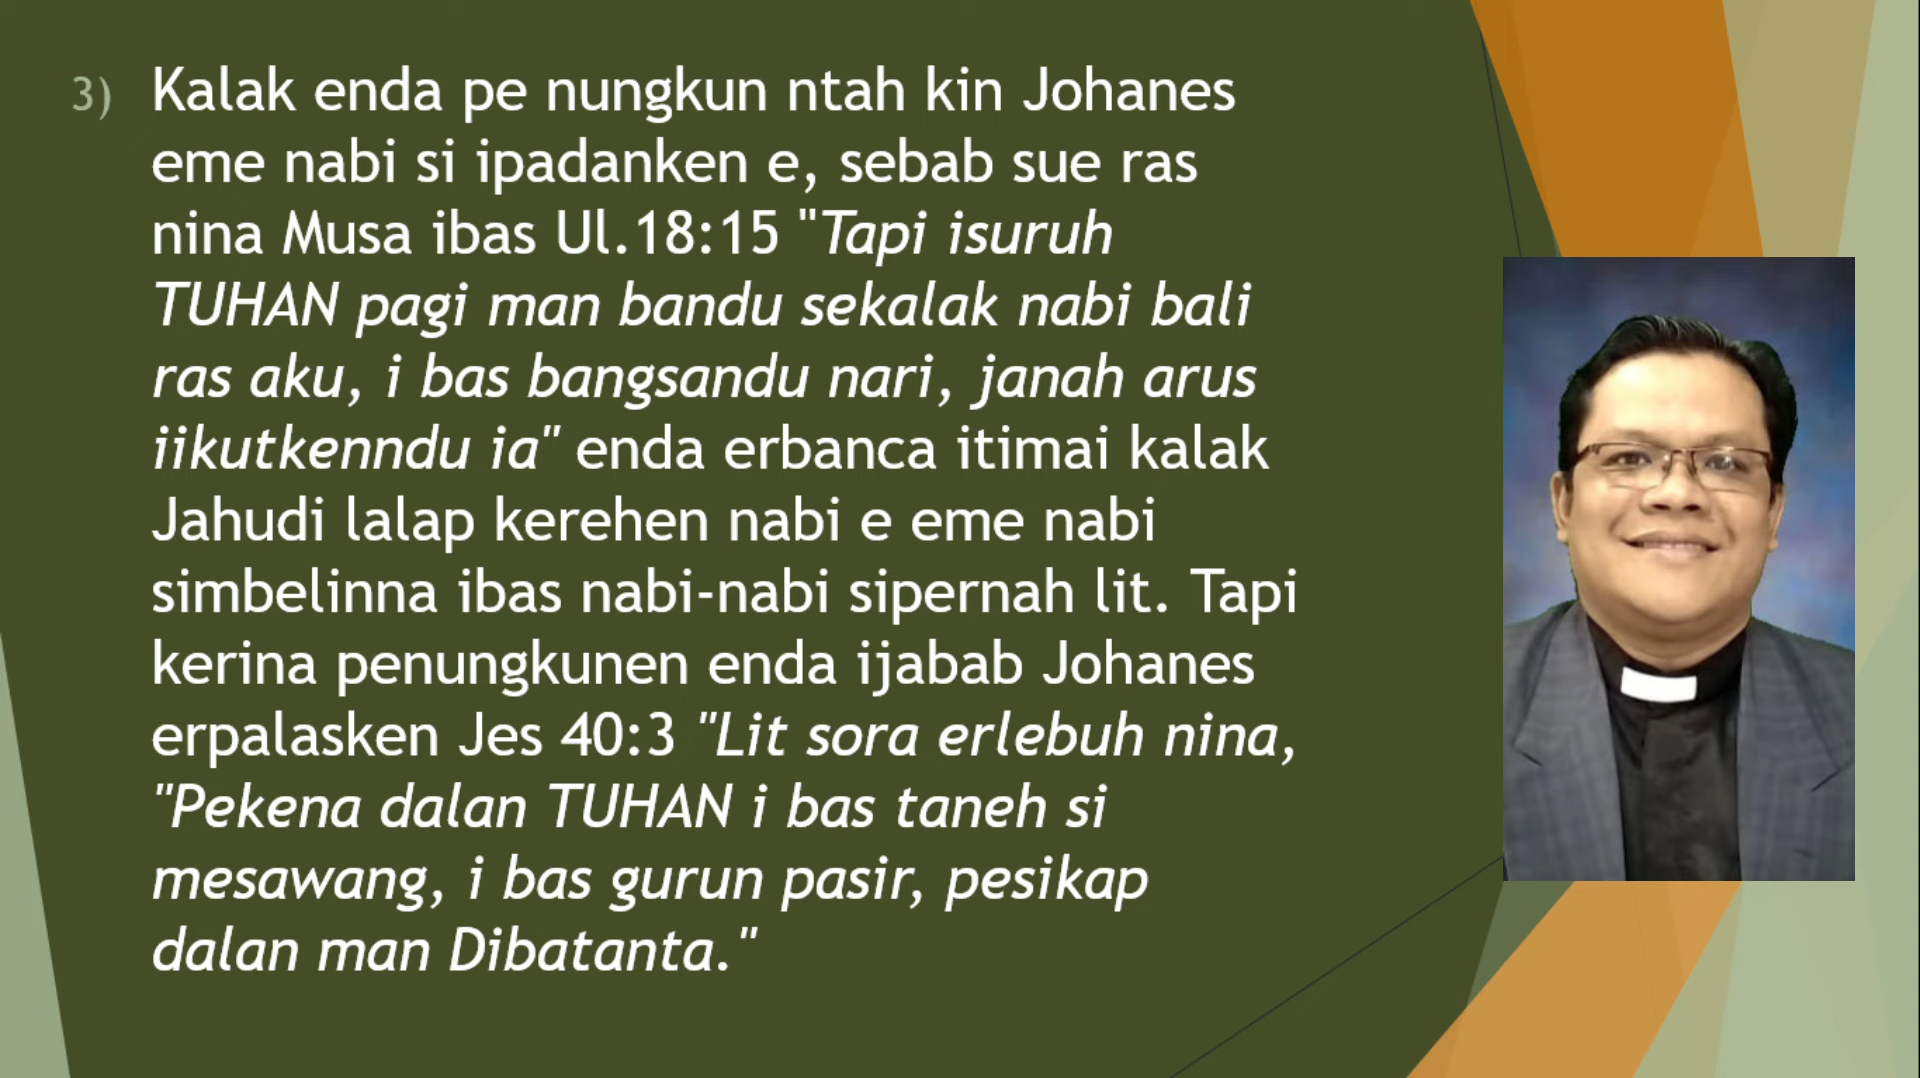 3) Kalak enda pe nungkun ntah kin Johanes
eme nabi si ipadanken e, sebab sue ras
nina Musa ibas Ul.18:15 "Tapi isuruh
TUHAN pagi man bandu sekalak nabi bali
ras aku, i bas bangsandu nari, janah arus
iikutkenndu ia" enda erbanca itimai kalak
Jahudi lalap kerehen nabi e eme nabi
simbelinna ibas nabi-nabi sipernah lit. Tapi
kerina penungkunen enda ijabab Johanes
erpalasken Jes 40:3 "Lit sora erlebuh nina,
"Pekena dalan TUHAN i bas taneh si
mesawang, i bas gurun pasir, pesikap
dalan man Dibatanta."